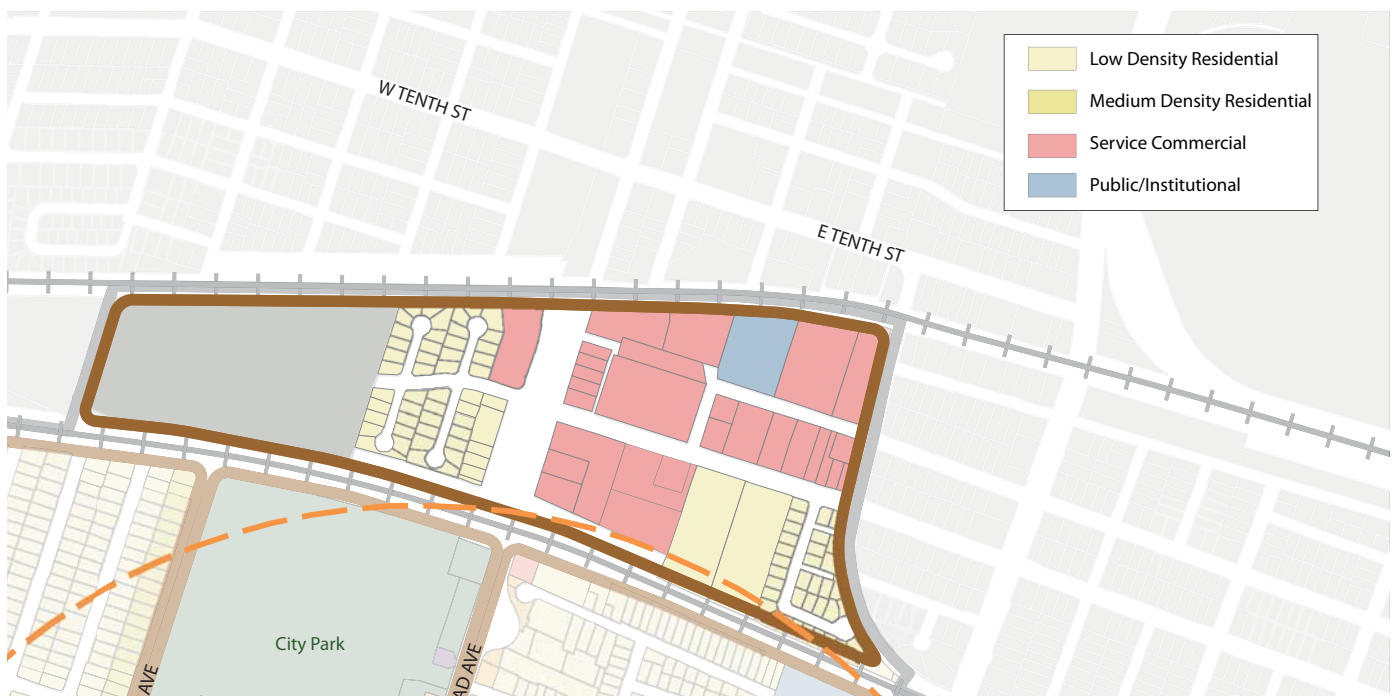 W TENTH ST
E TENTH ST
Low Density Residential
Medium Density Residential
Service Commercial
Public/Institutional
City Park
AVE
AD AVE